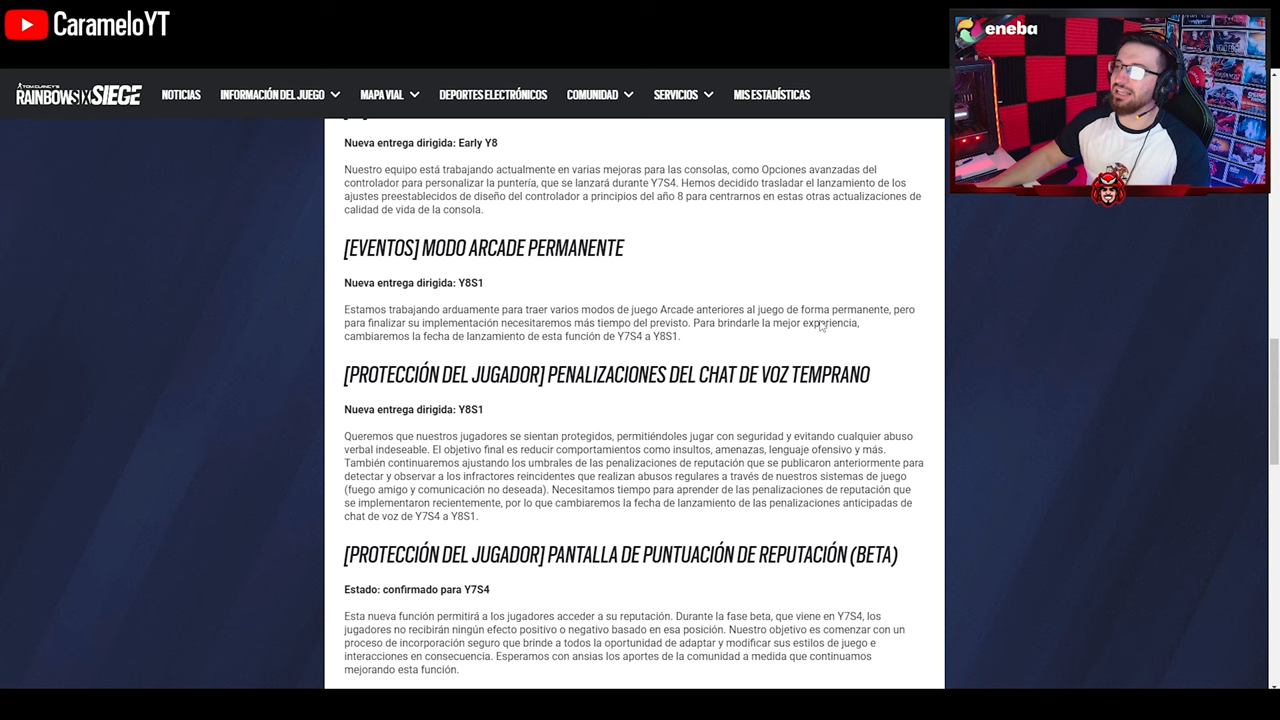 CarameloYT
eneba
TOM CLANCY'S
RAINBOWSIX SIEGE
NOTICIAS
INFORMACIÓN DEL JUEGO
MAPA VIAL
DEPORTES ELECTRÓNICOS
COMUNIDAD
SERVICIOS
MIS ESTADÍSTICAS
Nueva entrega dirigida: Early Y8
Nuestro equipo está trabajando actualmente en varias mejoras para las consolas, como Opciones avanzadas del
controlador para personalizar la puntería, que se lanzará durante Y7S4. Hemos decidido trasladar el lanzamiento de los
ajustes preestablecidos de diseño del controlador a principios del año 8 para centrarnos en estas otras actualizaciones de
calidad de vida de la consola.
[EVENTOS] MODO ARCADE PERMANENTE
Nueva entrega dirigida: Y8S1
Estamos trabajando arduamente para traer varios modos de juego Arcade anteriores al juego de forma permanente, pero
para finalizar su implementación necesitaremos más tiempo del previsto. Para brindarle la mejor experiencia,
cambiaremos la fecha de lanzamiento de esta función de Y7S4 a Y8S1.
[PROTECCIÓN DEL JUGADOR] PENALIZACIONES DEL CHAT DE VOZ TEMPRANO
Nueva entrega dirigida: Y8S1
Queremos que nuestros jugadores se sientan protegidos, permitiéndoles jugar con seguridad y evitando cualquier abuso
verbal indeseable. El objetivo final es reducir comportamientos como insultos, amenazas, lenguaje ofensivo y más.
También continuaremos ajustando los umbrales de las penalizaciones de reputación que se publicaron anteriormente para
detectar y observar a los infractores reincidentes que realizan abusos regulares a través de nuestros sistemas de juego
(fuego amigo y comunicación no deseada). Necesitamos tiempo para aprender de las penalizaciones de reputación que
se implementaron recientemente, por lo que cambiaremos la fecha de lanzamiento de las penalizaciones anticipadas de
chat de voz de Y7S4 a Y8S1.
[PROTECCIÓN DEL JUGADOR] PANTALLA DE PUNTUACIÓN DE REPUTACIÓN (BETA)
Estado: confirmado para Y7S4
Esta nueva función permitirá a los jugadores acceder a su reputación. Durante la fase beta, que viene en Y7S4, los
jugadores no recibirán ningún efecto positivo o negativo basado en esa posición. Nuestro objetivo es comenzar con un
proceso de incorporación seguro que brinde a todos la oportunidad de adaptar y modificar sus estilos de juego e
interacciones en consecuencia. Esperamos con ansias los aportes de la comunidad a medida que continuamos
mejorando esta función.